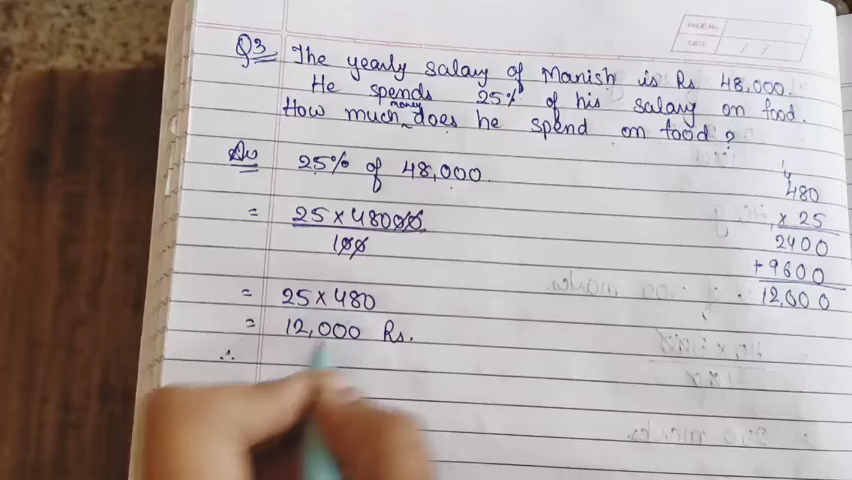 PAGE NO.
DATE / /
Q3 The yearly salary of Manish is Rs 48,000.
He spends 25% of his salary on food.
How much money does he spend on food?
25% of 48,000
= 25 × 48000
100
= 25 × 480
= 12,000 Rs.
∴
480
× 25
2400
+ 9600
12,000